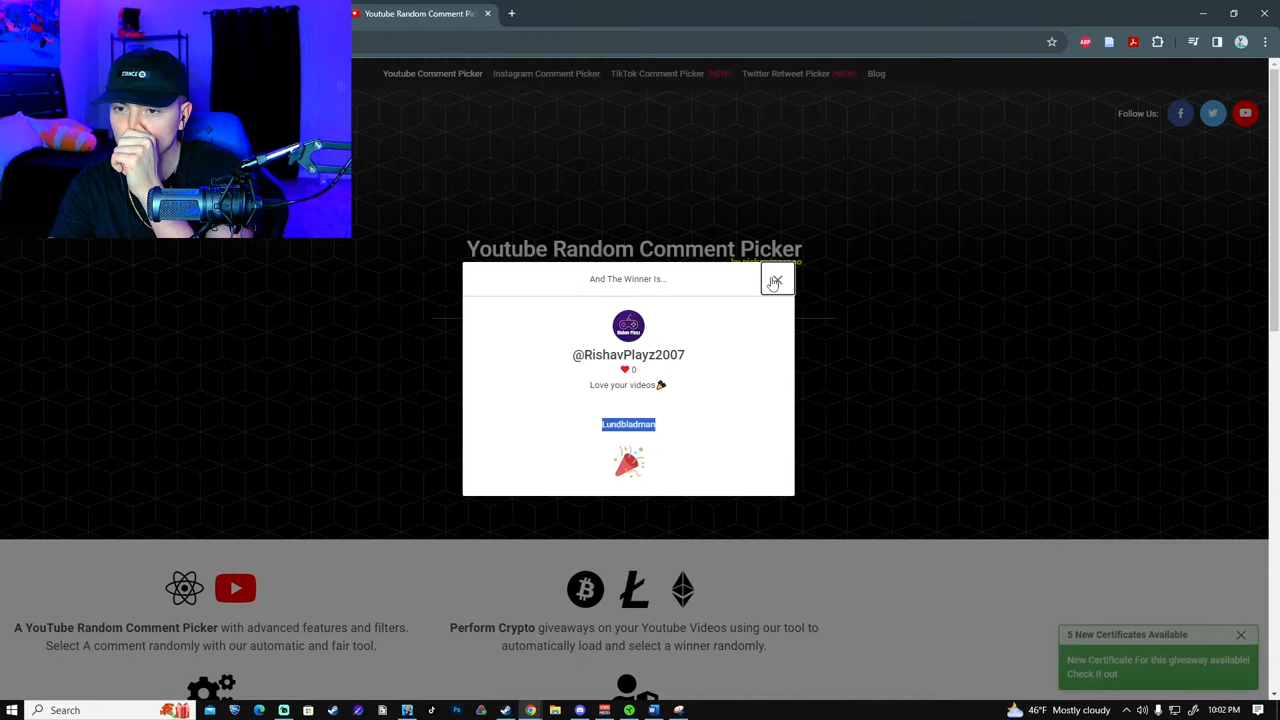 Youtube Random Comment Pic
Youtube Comment Picker Instagram Comment Picker TikTok Comment Picker (NEW) Twitter Retweet Picker (NEW) Blog
Follow Us:
STANCE
Youtube Random Comment Picker
And The Winner Is...
@RishavPlayz2007
0
Love your videos
Lundbladman
A YouTube Random Comment Picker with advanced features and filters.
Select A comment randomly with our automatic and fair tool.
Perform Crypto giveaways on your Youtube Videos using our tool to
automatically load and select a winner randomly.
5 New Certificates Available
New Certificate For this giveaway available!
Check it out
Search
46°F Mostly cloudy
10:02 PM